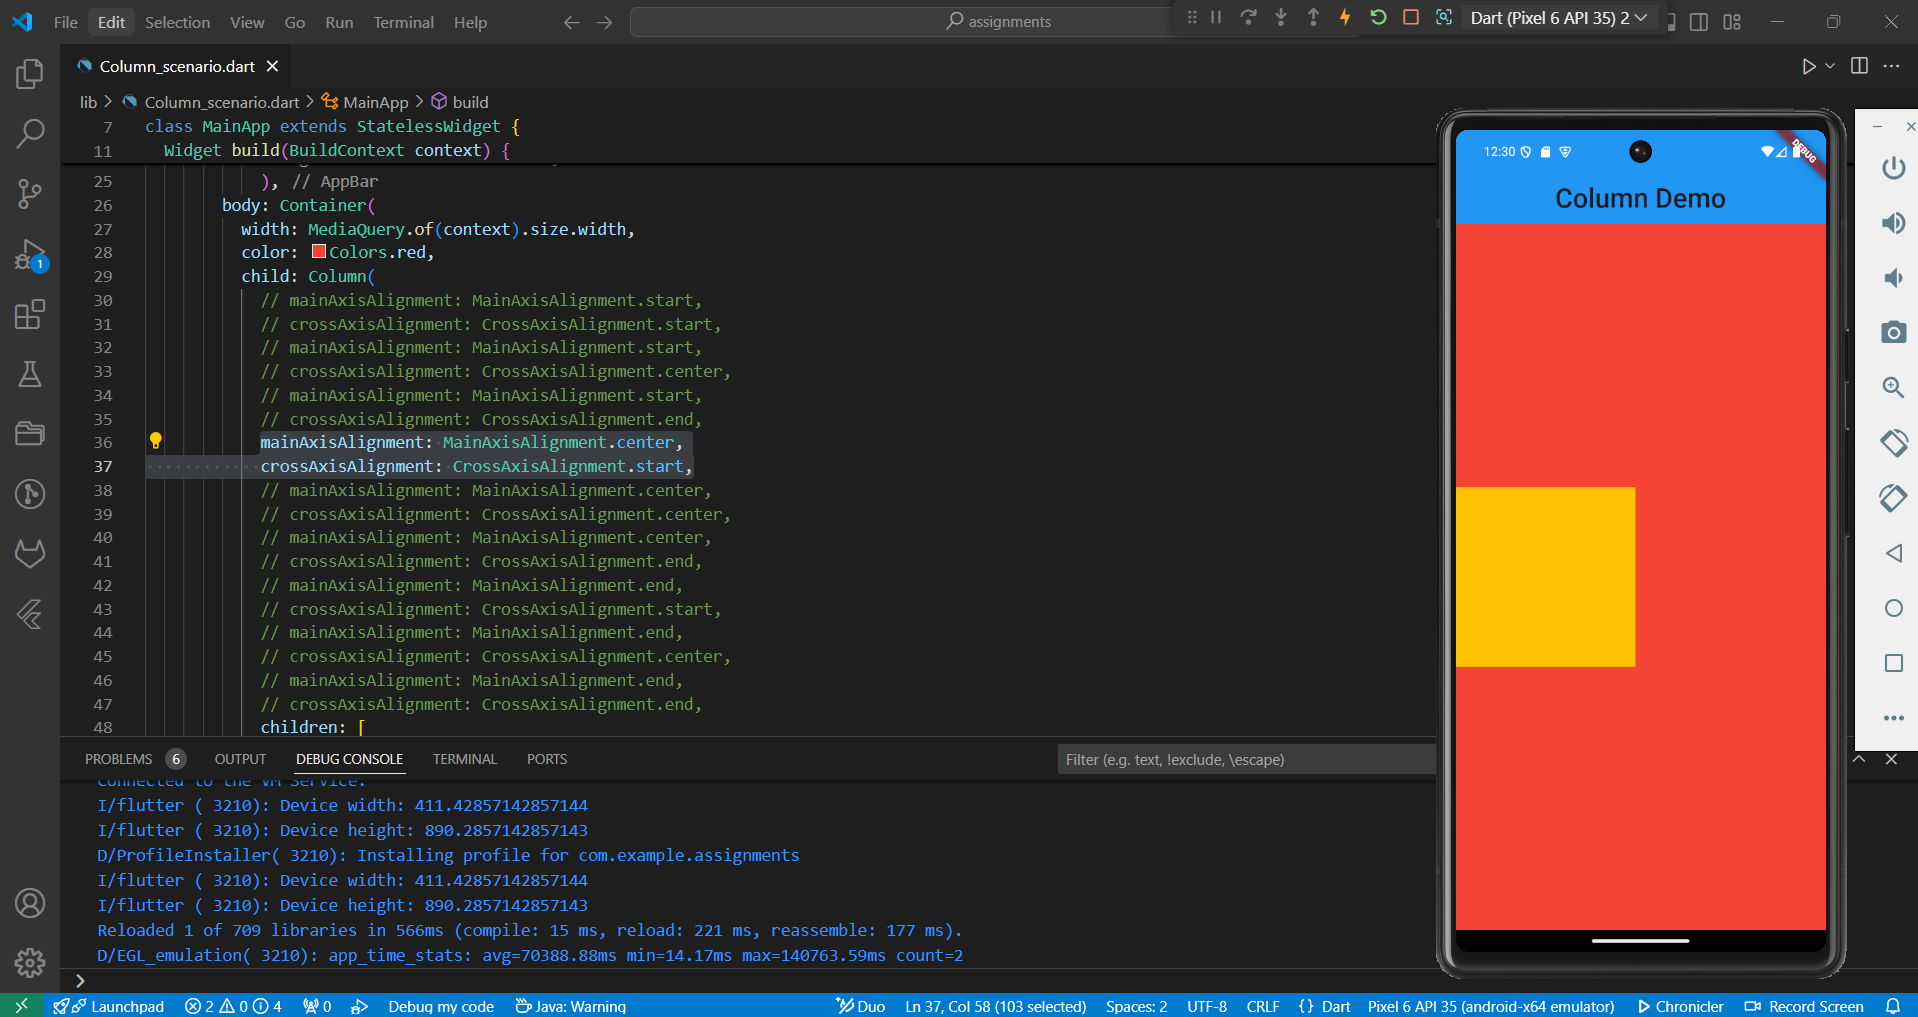 File Edit Selection View Go Run Terminal Help
assignments
Dart (Pixel 6 API 35) 2
Column_scenario.dart
lib > Column_scenario.dart > MainApp > build
7 class MainApp extends StatelessWidget {
11 Widget build(BuildContext context) {
25 ), // AppBar
26 body: Container(
27 width: MediaQuery.of(context).size.width,
28 color: Colors.red,
29 child: Column(
30 // mainAxisAlignment: MainAxisAlignment.start,
31 // crossAxisAlignment: CrossAxisAlignment.start,
32 // mainAxisAlignment: MainAxisAlignment.start,
33 // crossAxisAlignment: CrossAxisAlignment.center,
34 // mainAxisAlignment: MainAxisAlignment.start,
35 // crossAxisAlignment: CrossAxisAlignment.end,
36 mainAxisAlignment: MainAxisAlignment.center,
37 crossAxisAlignment: CrossAxisAlignment.start,
38 // mainAxisAlignment: MainAxisAlignment.center,
39 // crossAxisAlignment: CrossAxisAlignment.center,
40 // mainAxisAlignment: MainAxisAlignment.center,
41 // crossAxisAlignment: CrossAxisAlignment.end,
42 // mainAxisAlignment: MainAxisAlignment.end,
43 // crossAxisAlignment: CrossAxisAlignment.start,
44 // mainAxisAlignment: MainAxisAlignment.end,
45 // crossAxisAlignment: CrossAxisAlignment.center,
46 // mainAxisAlignment: MainAxisAlignment.end,
47 // crossAxisAlignment: CrossAxisAlignment.end,
48 children: [
1
12:30
DEBUG
Column Demo
PROBLEMS 6 OUTPUT DEBUG CONSOLE TERMINAL PORTS
Filter (e.g. text, !exclude, \escape)
Connected to the VM Service.
I/flutter ( 3210): Device width: 411.42857142857144
I/flutter ( 3210): Device height: 890.2857142857143
D/ProfileInstaller( 3210): Installing profile for com.example.assignments
I/flutter ( 3210): Device width: 411.42857142857144
I/flutter ( 3210): Device height: 890.2857142857143
Reloaded 1 of 709 libraries in 566ms (compile: 15 ms, reload: 221 ms, reassemble: 177 ms).
D/EGL_emulation( 3210): app_time_stats: avg=70388.88ms min=14.17ms max=140763.59ms count=2
>
Launchpad 2 0 4 0 Debug my code Java: Warning Duo Ln 37, Col 58 (103 selected) Spaces: 2 UTF-8 CRLF {} Dart Pixel 6 API 35 (android-x64 emulator) Chronicler Record Screen